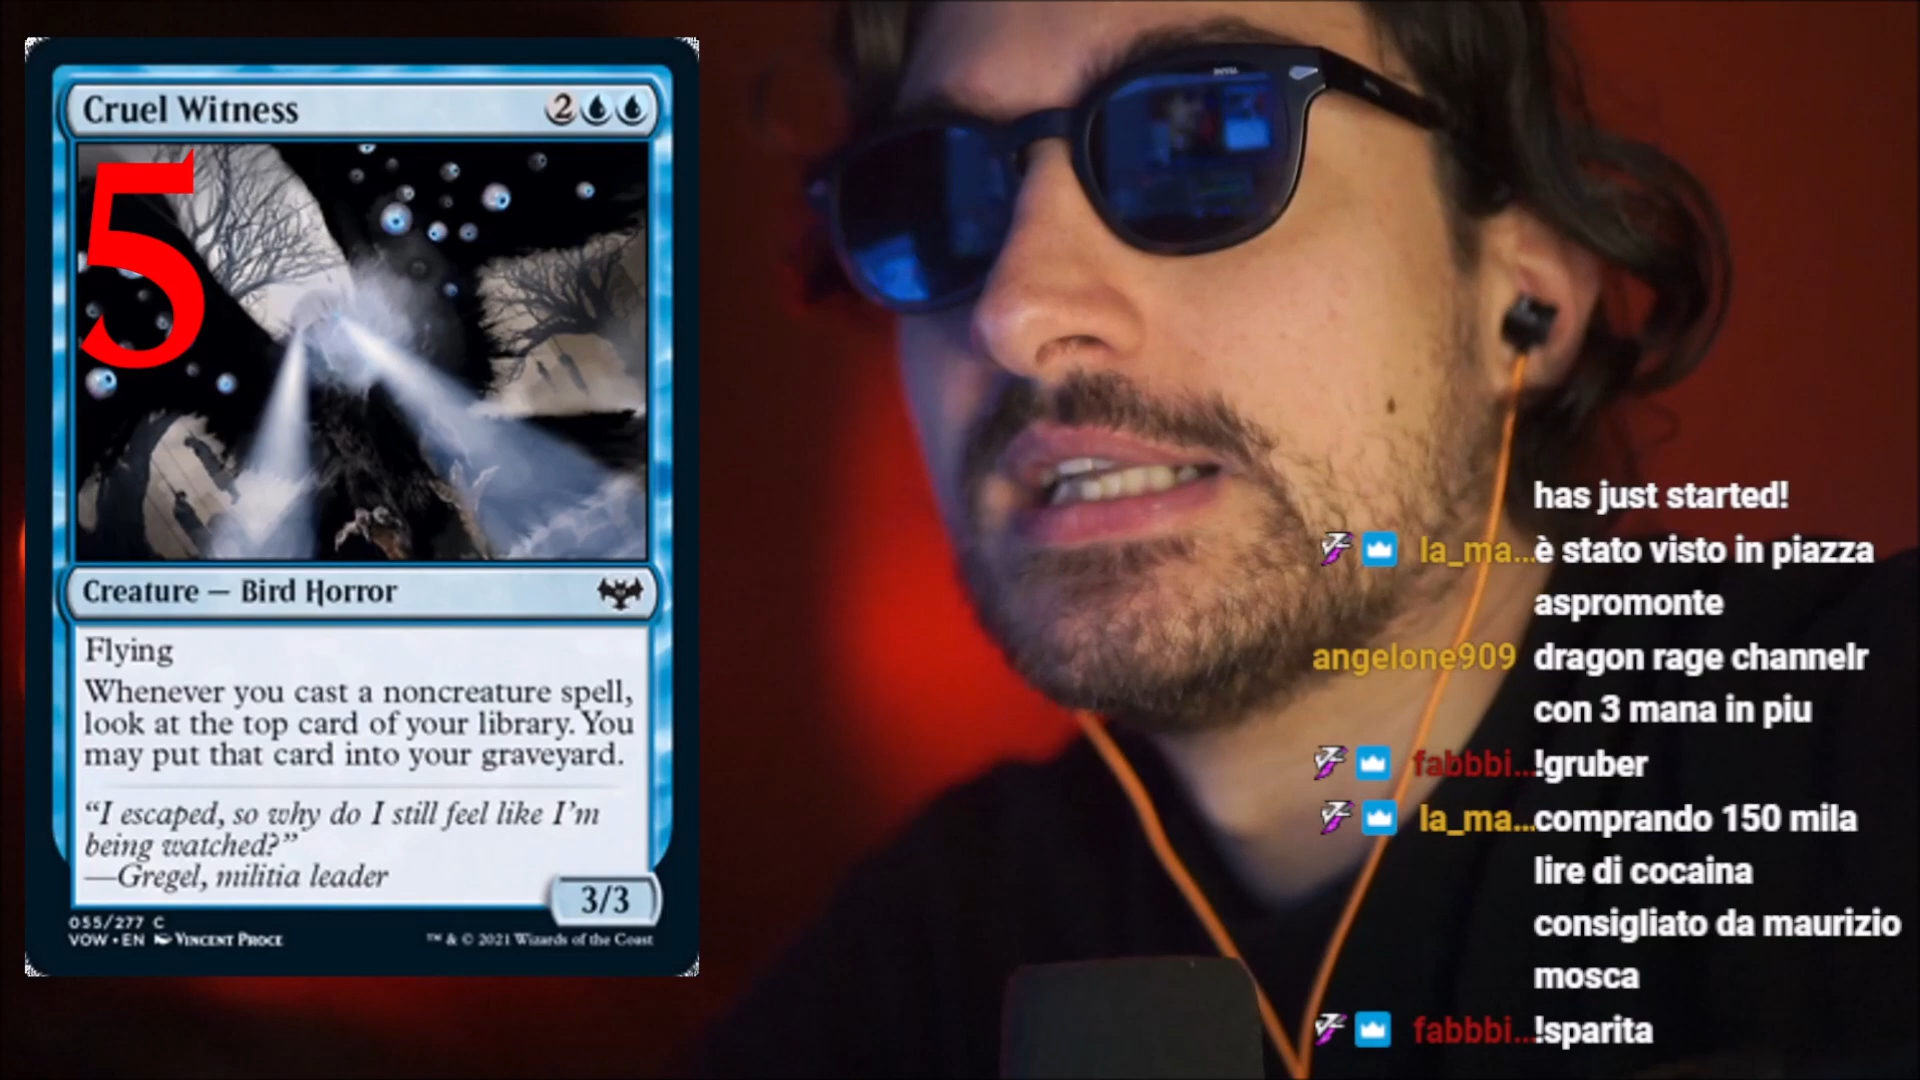 Cruel Witness 2
5
Creature — Bird Horror
Flying
Whenever you cast a noncreature spell,
look at the top card of your library. You
may put that card into your graveyard.
“I escaped, so why do I still feel like I’m
being watched?”
—Gregel, militia leader
3/3
055/277 C
VOW • EN VINCENT PROCE
™ & © 2021 Wizards of the Coast
has just started!
la_ma... è stato visto in piazza
aspromonte
angelone909 dragon rage channelr
con 3 mana in piu
fabbbi... !gruber
la_ma... comprando 150 mila
lire di cocaina
consigliato da maurizio
mosca
fabbbi... !sparita